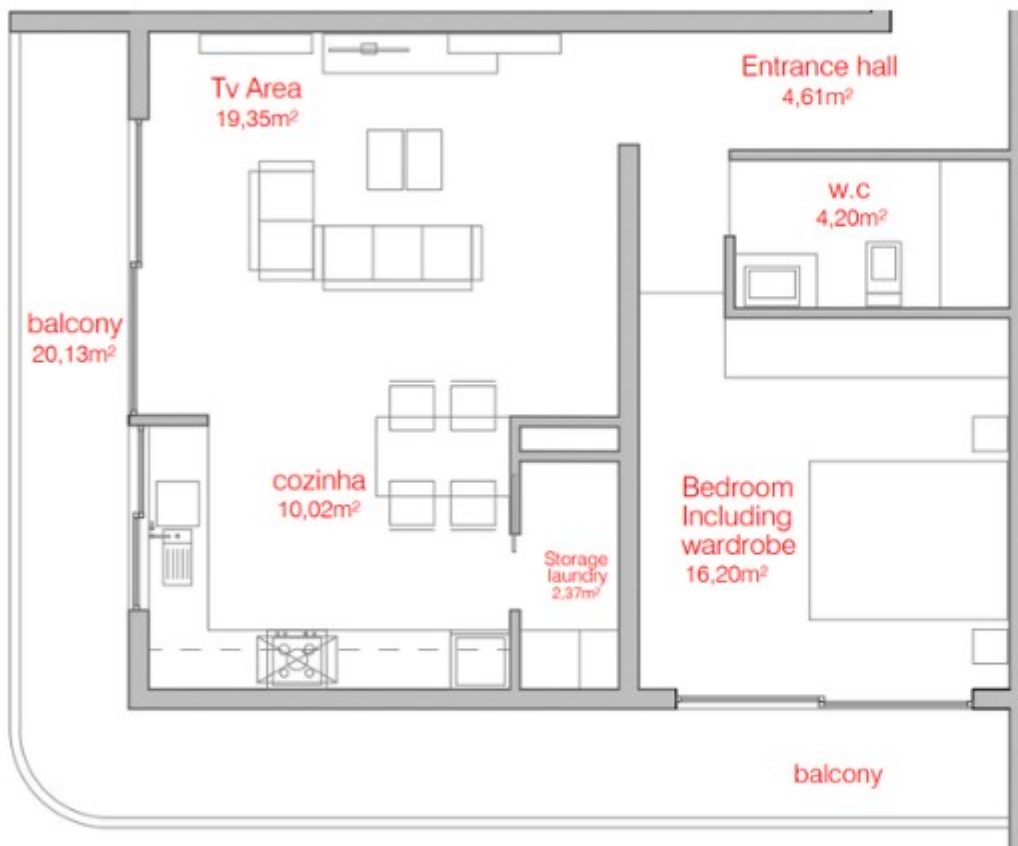 Tv Area
19,35m²
Entrance hall
4,61m²
w.c
4,20m²
balcony
20,13m²
cozinha
10,02m²
Bedroom
Including
wardrobe
16,20m²
Storage
laundry
2,37m²
balcony